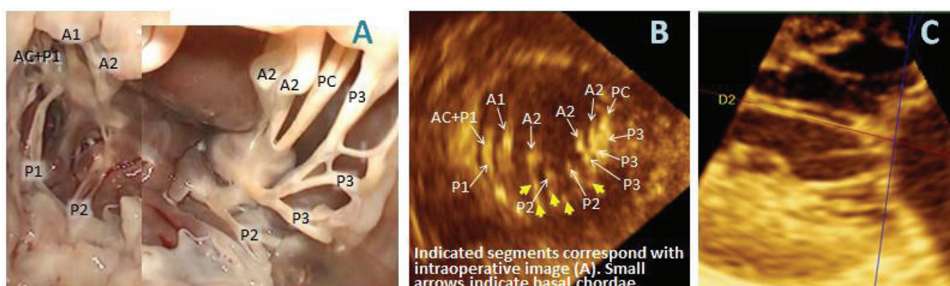 A
A1
AC+P1
A2
A2
A2
PC
P3
P1
P3
P2
P3
P2
B
A2
PC
A1
AC+P1
A2
A2
P3
P3
P1
P3
P2
P2
Indicated segments correspond with
intraoperative image (A). Small
arrows indicate basal chordae
C
D2